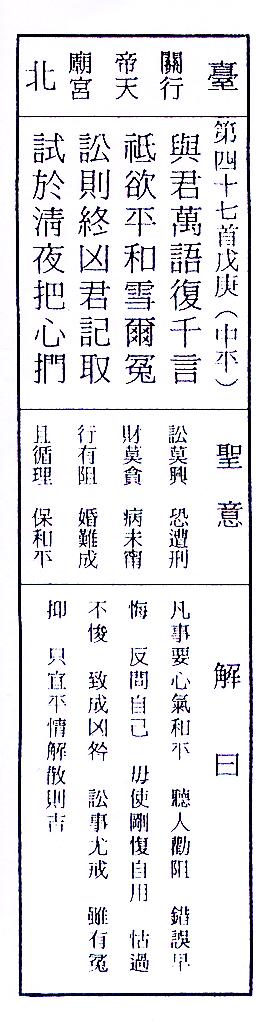 臺北
關行
帝天
廟宮
第四十七首戊庚（中平）
與君萬語復千言
祗欲平和雪爾冤
訟則終凶君記取
試於清夜把心捫
聖意
訟莫興 恐遭刑
財莫貪 病未甯
行有阻 婚難成
且循理 保和平
解曰
凡事要心氣和平 聽人勸阻 錯誤早
悔 反問自己 毋使剛愎自用 怙過
不悛 致成凶咎 訟事尤戒 雖有冤
抑 只宜平情解散則吉